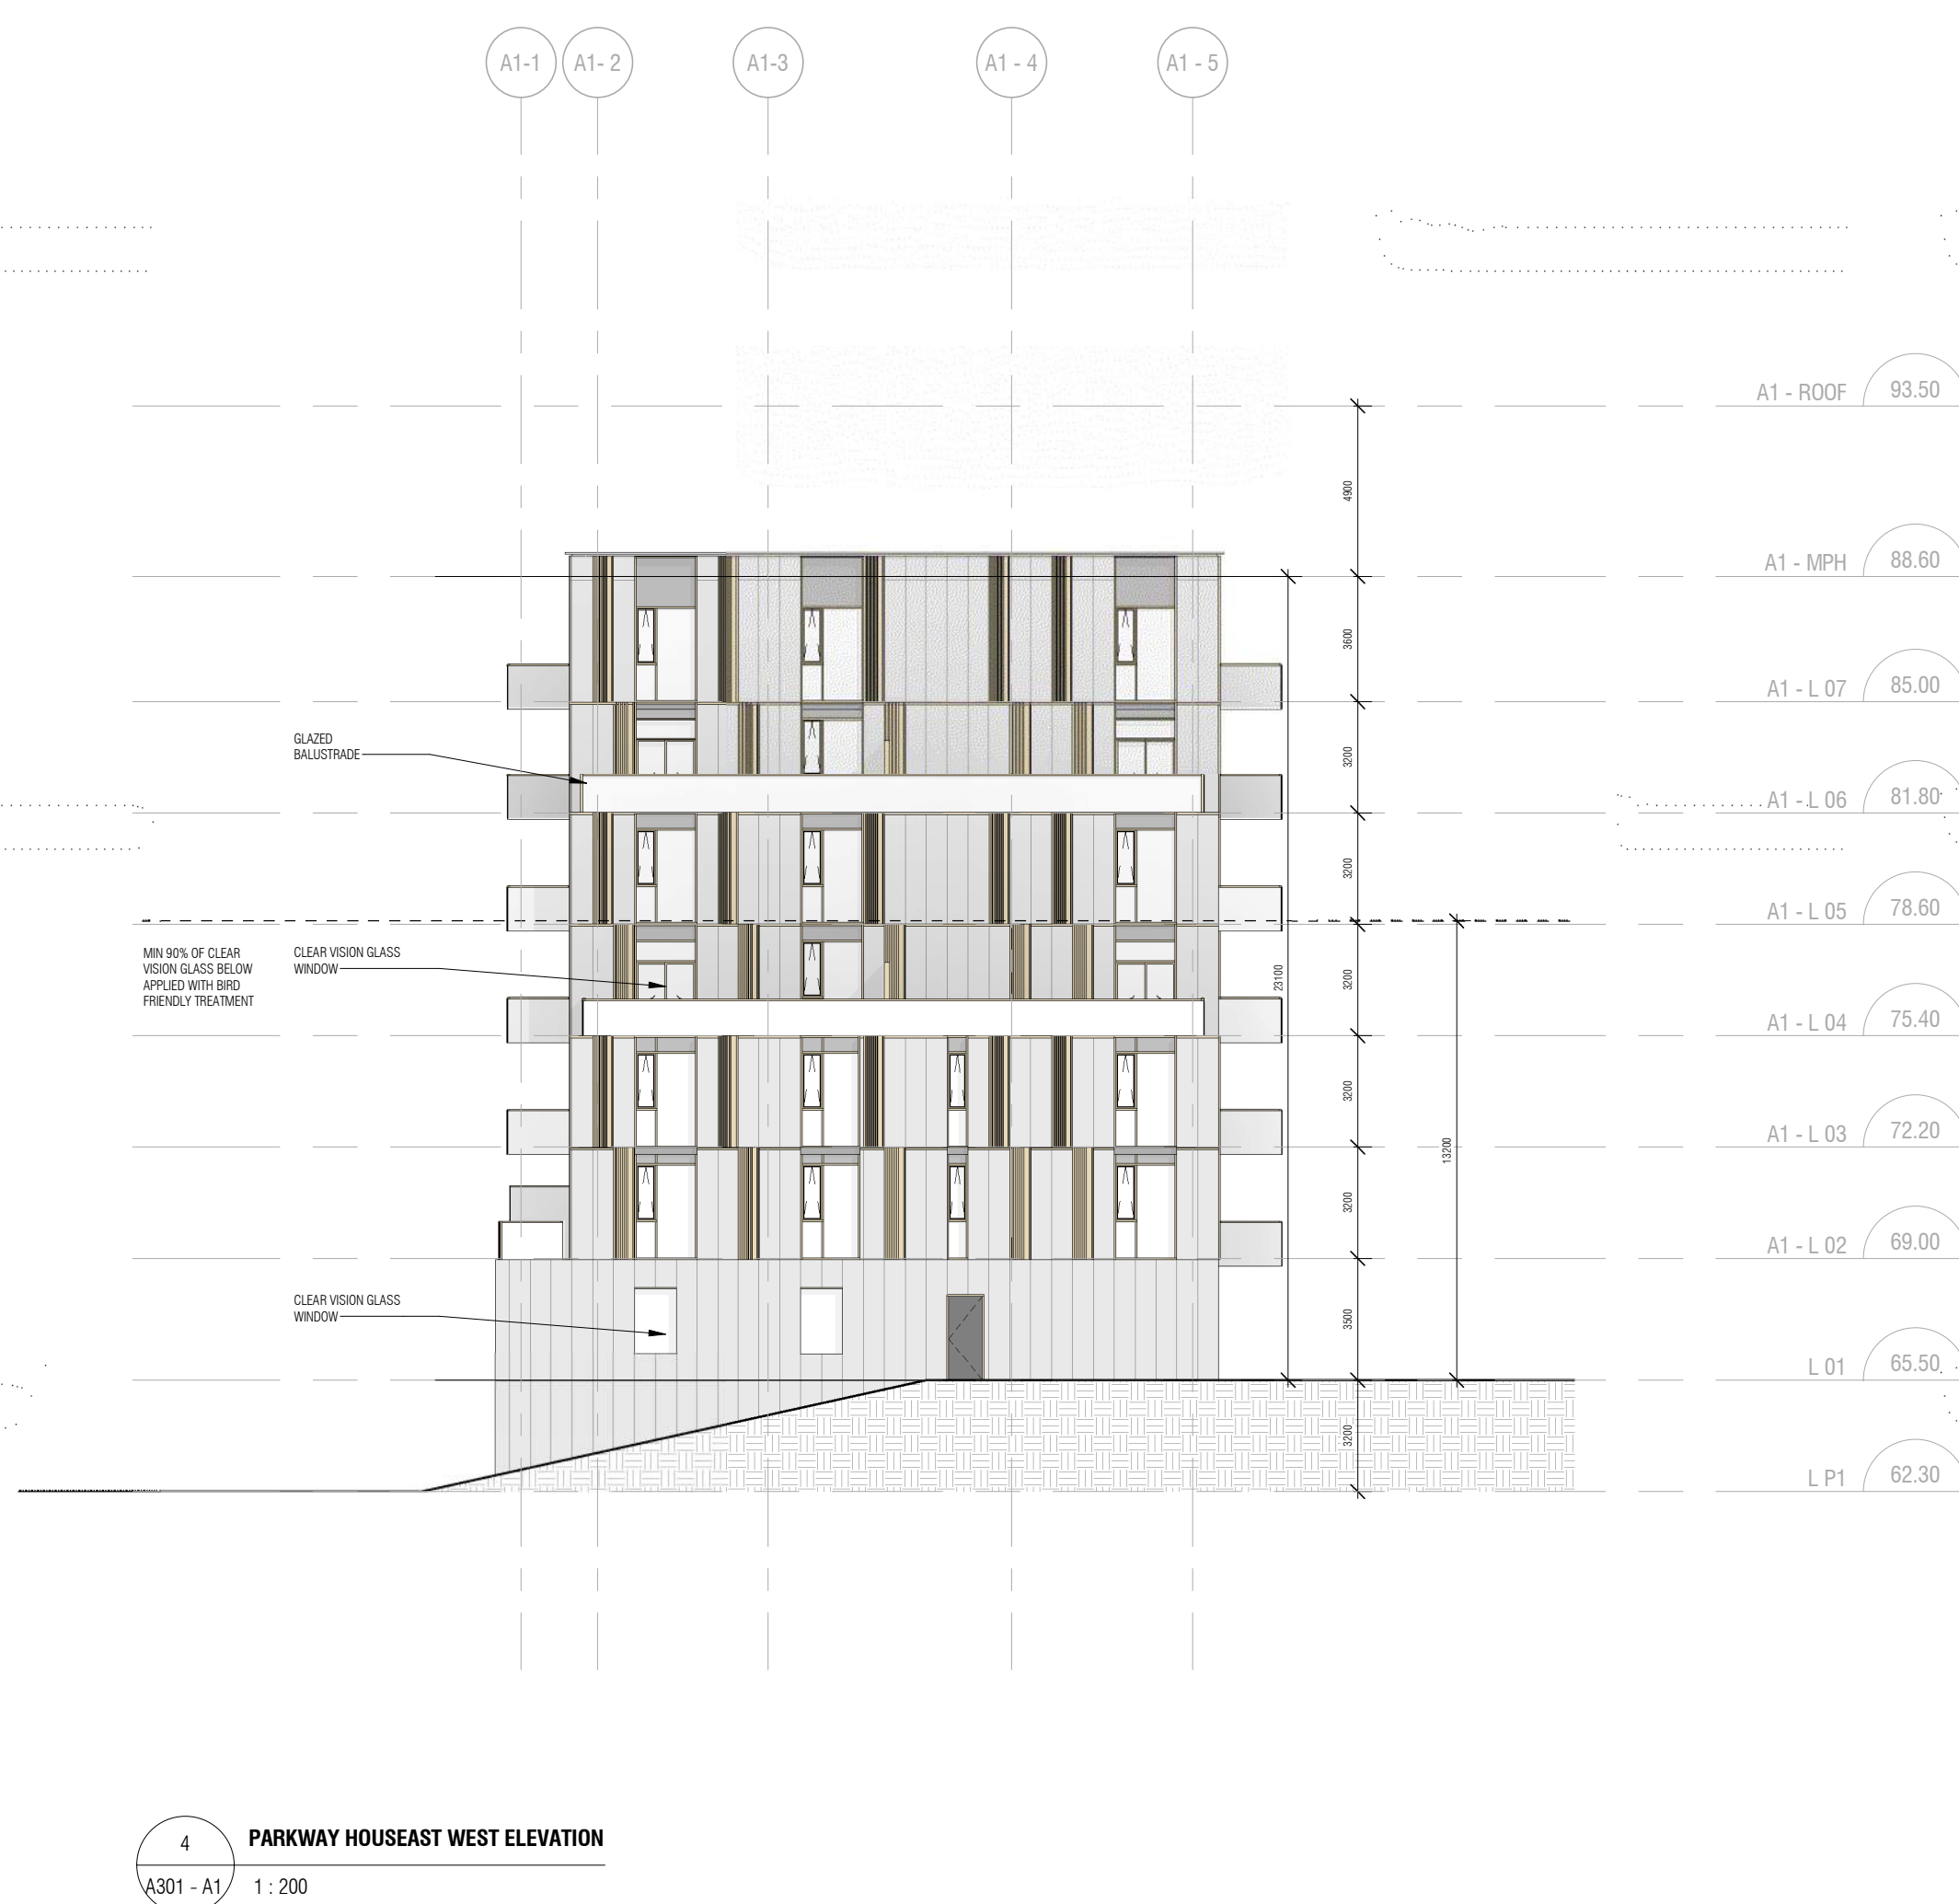 A1-1
A1- 2
A1-3
A1 - 4
A1 - 5
A1 - ROOF
93.50
4900
A1 - MPH
88.60
3600
A1 - L 07
85.00
GLAZED
BALUSTRADE
3200
A1 - L 06
81.80
3200
A1 - L 05
78.60
MIN 90% OF CLEAR
VISION GLASS BELOW
APPLIED WITH BIRD
FRIENDLY TREATMENT
CLEAR VISION GLASS
WINDOW
23100
3200
A1 - L 04
75.40
3200
A1 - L 03
72.20
13200
3200
A1 - L 02
69.00
CLEAR VISION GLASS
WINDOW
3500
L 01
65.50
3200
L P1
62.30
4
PARKWAY HOUSEAST WEST ELEVATION
A301 - A1
1 : 200